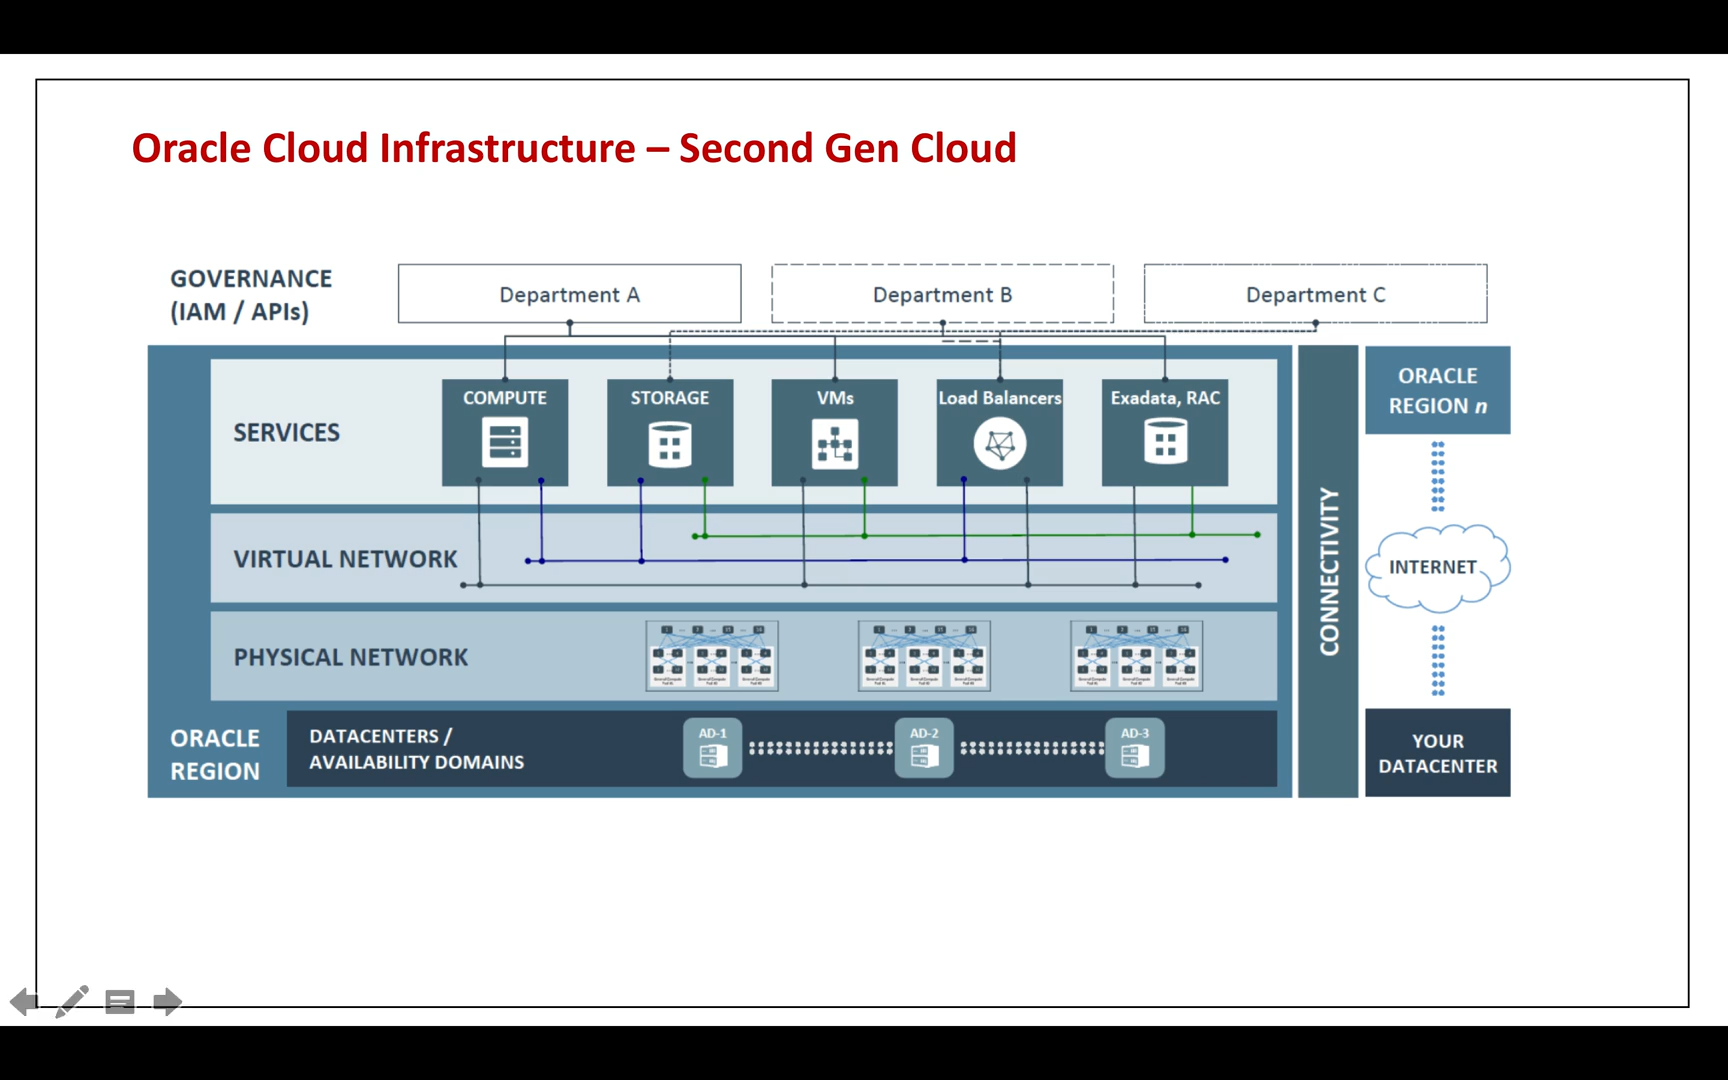 Oracle Cloud Infrastructure – Second Gen Cloud
GOVERNANCE
(IAM / APIs)
Department A
Department B
Department C
SERVICES
COMPUTE
STORAGE
VMs
Load Balancers
Exadata, RAC
VIRTUAL NETWORK
PHYSICAL NETWORK
ORACLE
REGION
DATACENTERS /
AVAILABILITY DOMAINS
AD-1
AD-2
AD-3
CONNECTIVITY
ORACLE
REGION n
INTERNET
YOUR
DATACENTER